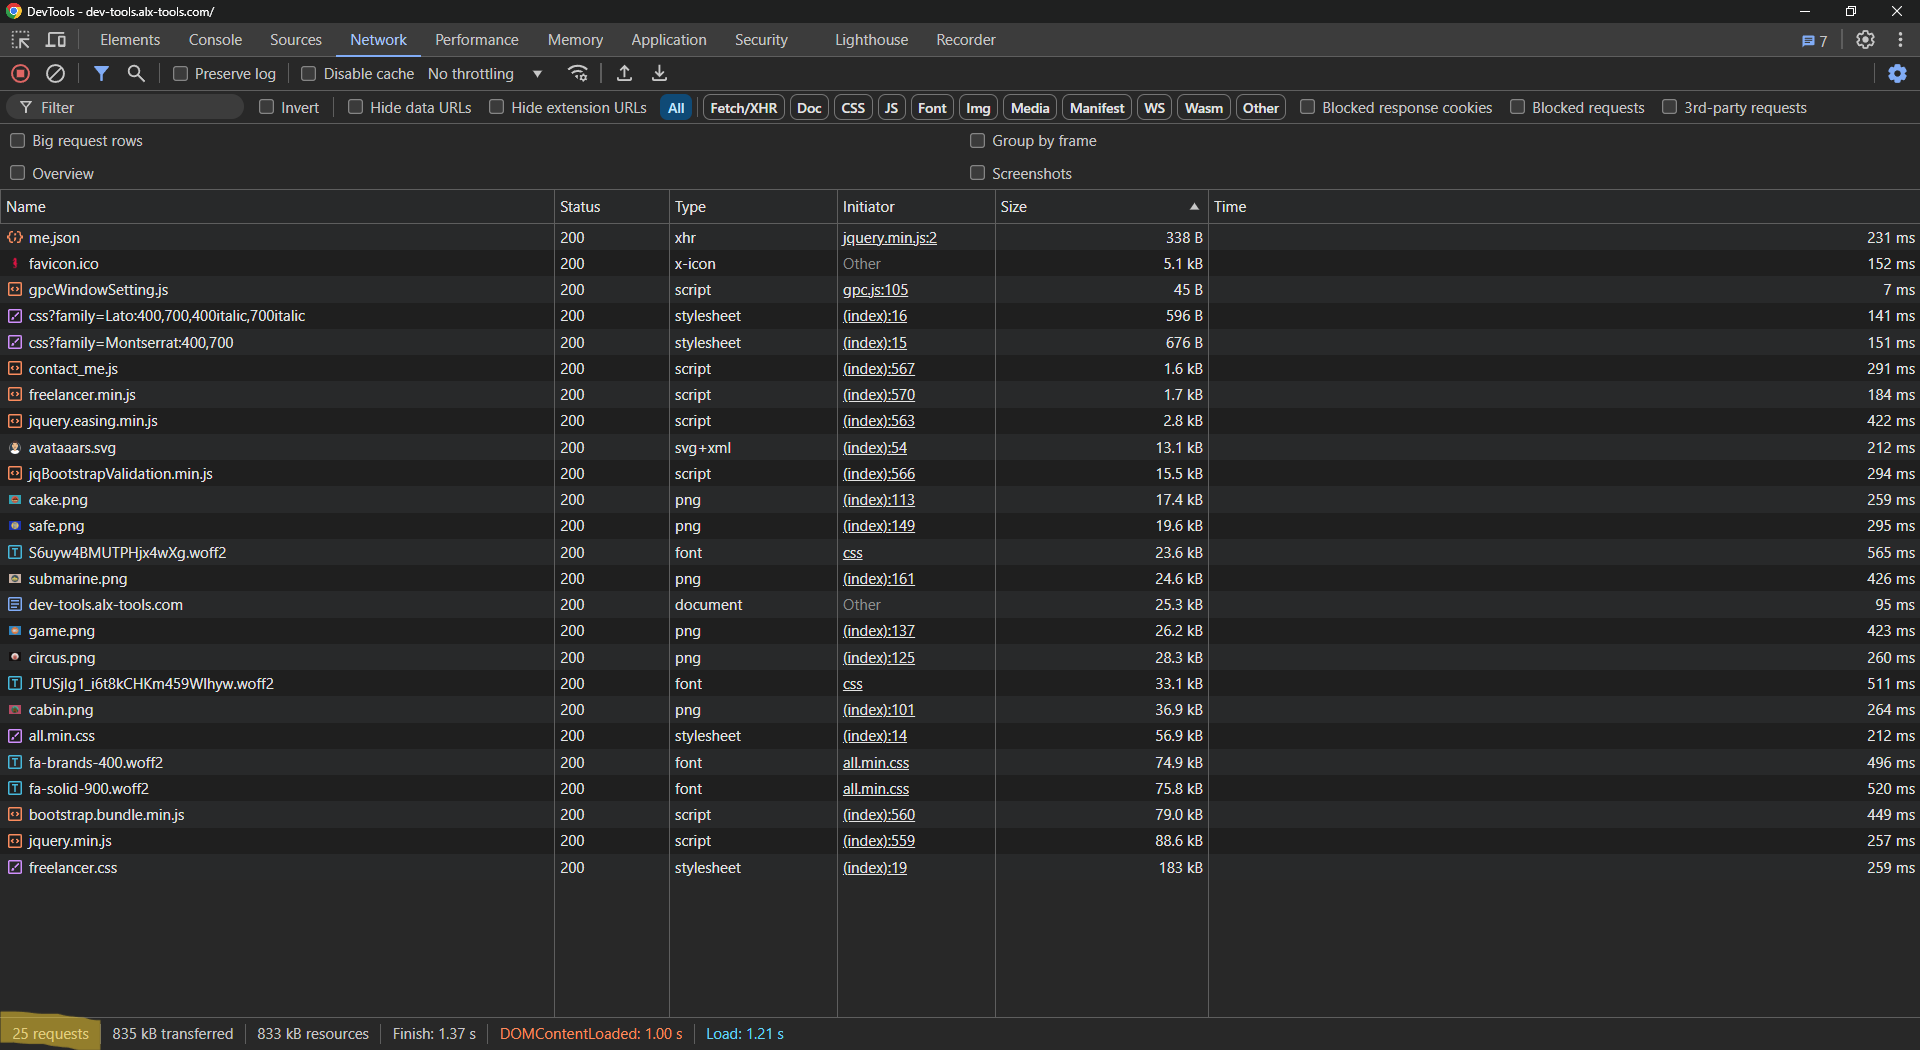 DevTools - dev-tools.alx-tools.com/
Elements Console Sources Network Performance Memory Application Security Lighthouse Recorder 7
Preserve log Disable cache No throttling
Filter Invert Hide data URLs Hide extension URLs All Fetch/XHR Doc CSS JS Font Img Media Manifest WS Wasm Other Blocked response cookies Blocked requests 3rd-party requests
Big request rows Group by frame
Overview Screenshots
Name Status Type Initiator Size Time
me.json 200 xhr jquery.min.js:2 338 B 231 ms
favicon.ico 200 x-icon Other 5.1 kB 152 ms
gpcWindowSetting.js 200 script gpc.js:105 45 B 7 ms
css?family=Lato:400,700,400italic,700italic 200 stylesheet (index):16 596 B 141 ms
css?family=Montserrat:400,700 200 stylesheet (index):15 676 B 151 ms
contact_me.js 200 script (index):567 1.6 kB 291 ms
freelancer.min.js 200 script (index):570 1.7 kB 184 ms
jquery.easing.min.js 200 script (index):563 2.8 kB 422 ms
avataaars.svg 200 svg+xml (index):54 13.1 kB 212 ms
jqBootstrapValidation.min.js 200 script (index):566 15.5 kB 294 ms
cake.png 200 png (index):113 17.4 kB 259 ms
safe.png 200 png (index):149 19.6 kB 295 ms
S6uyw4BMUTPHjx4wXg.woff2 200 font css 23.6 kB 565 ms
submarine.png 200 png (index):161 24.6 kB 426 ms
dev-tools.alx-tools.com 200 document Other 25.3 kB 95 ms
game.png 200 png (index):137 26.2 kB 423 ms
circus.png 200 png (index):125 28.3 kB 260 ms
JTUSjIg1_i6t8kCHKm459Wlhyw.woff2 200 font css 33.1 kB 511 ms
cabin.png 200 png (index):101 36.9 kB 264 ms
all.min.css 200 stylesheet (index):14 56.9 kB 212 ms
fa-brands-400.woff2 200 font all.min.css 74.9 kB 496 ms
fa-solid-900.woff2 200 font all.min.css 75.8 kB 520 ms
bootstrap.bundle.min.js 200 script (index):560 79.0 kB 449 ms
jquery.min.js 200 script (index):559 88.6 kB 257 ms
freelancer.css 200 stylesheet (index):19 183 kB 259 ms
25 requests 835 kB transferred 833 kB resources Finish: 1.37 s DOMContentLoaded: 1.00 s Load: 1.21 s